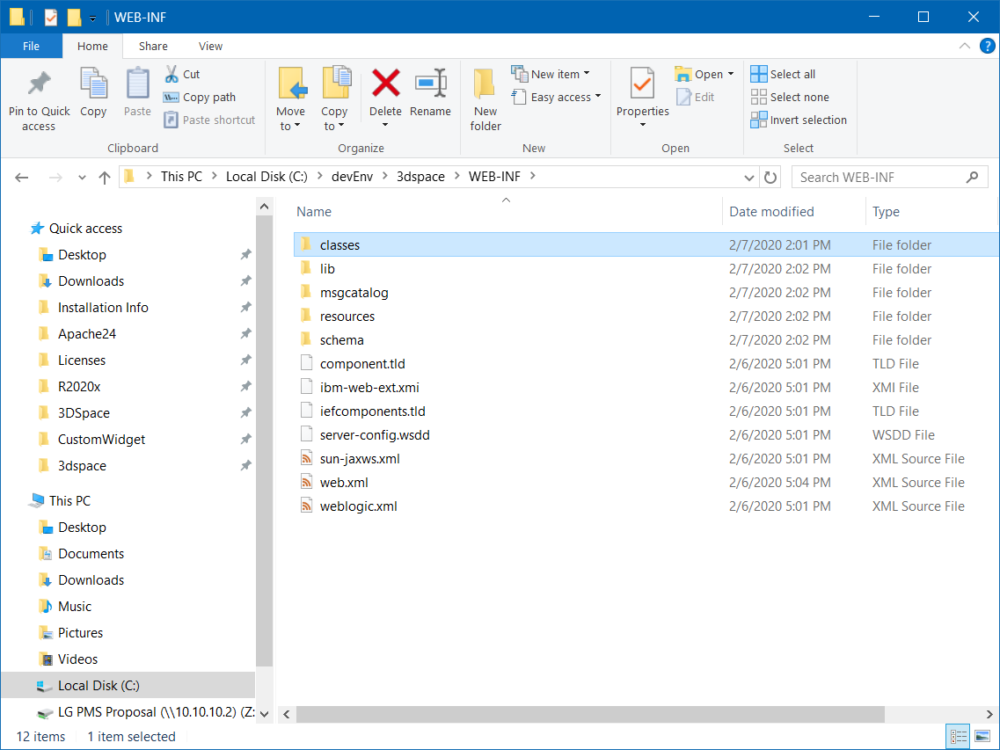 WEB-INF
File Home Share View
Pin to Quick access
Copy
Paste
Cut
Copy path
Paste shortcut
Clipboard
Move to
Copy to
Delete
Rename
Organize
New folder
New item
Easy access
New
Properties
Open
Edit
Open
Select all
Select none
Invert selection
Select
This PC > Local Disk (C:) > devEnv > 3dspace > WEB-INF >
Search WEB-INF
Quick access
Desktop
Downloads
Installation Info
Apache24
Licenses
R2020x
3DSpace
CustomWidget
3dspace
This PC
Desktop
Documents
Downloads
Music
Pictures
Videos
Local Disk (C:)
LG PMS Proposal (\\10.10.10.2) (Z:
Name Date modified Type
classes 2/7/2020 2:01 PM File folder
lib 2/7/2020 2:02 PM File folder
msgcatalog 2/7/2020 2:02 PM File folder
resources 2/7/2020 2:02 PM File folder
schema 2/7/2020 2:02 PM File folder
component.tld 2/6/2020 5:01 PM TLD File
ibm-web-ext.xmi 2/6/2020 5:01 PM XMI File
iefcomponents.tld 2/6/2020 5:01 PM TLD File
server-config.wsdd 2/6/2020 5:01 PM WSDD File
sun-jaxws.xml 2/6/2020 5:01 PM XML Source File
web.xml 2/6/2020 5:04 PM XML Source File
weblogic.xml 2/6/2020 5:01 PM XML Source File
12 items 1 item selected